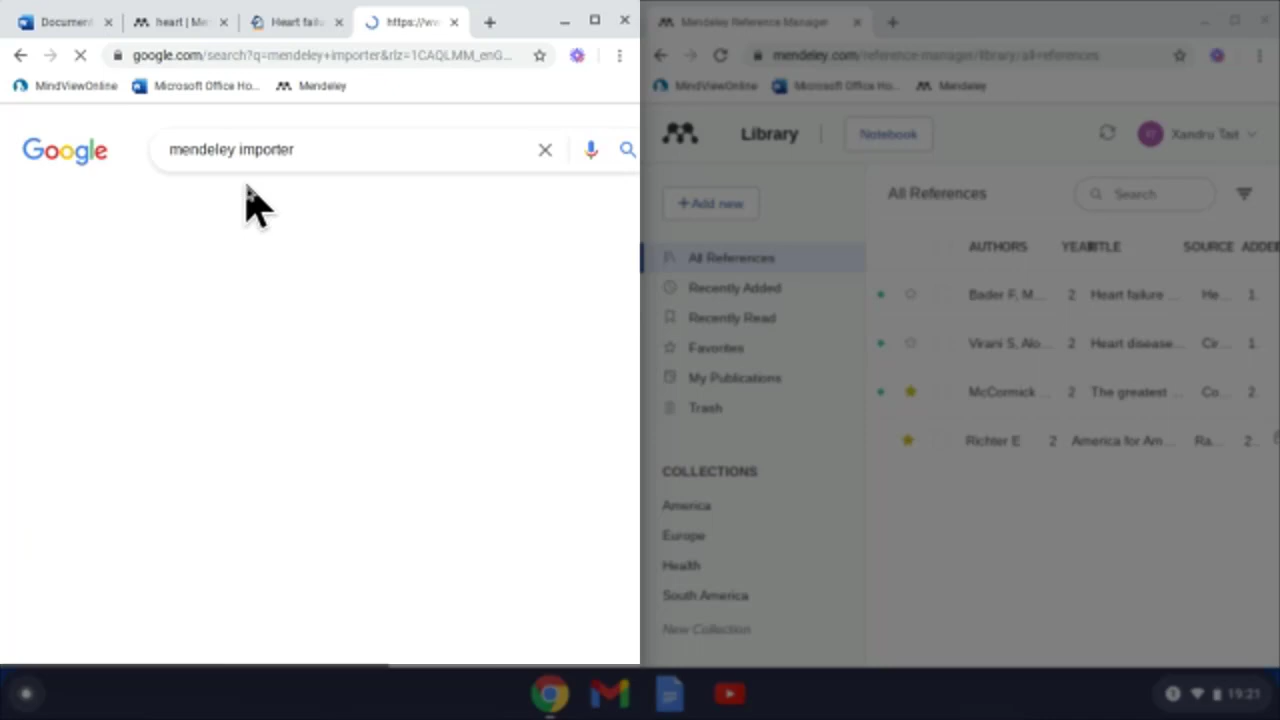 Document
heart | Me
Heart failu
https://ww
google.com/search?q=mendeley+importer&rlz=1CAQLMM_enG...
MindViewOnline
Microsoft Office Ho...
Mendeley
Google
mendeley importer
Mendeley Reference Manager
mendeley.com/reference-manager/library/all-references
MindViewOnline
Microsoft Office Ho...
Mendeley
Library
Notebook
XT
Xandru Tait
+Add new
All References
Search
All References
Recently Added
Recently Read
Favorites
My Publications
Trash
AUTHORS YEAR TITLE SOURCE ADDED
Bader F, M... 2 Heart failure ... He... 1.
Virani S, Alo... 2 Heart disease... Cir... 1.
McCormick ... 2 The greatest ... Co... 2.
Richter E 2 America for Am... Ra... 2..
COLLECTIONS
America
Europe
Health
South America
New Collection
1
19:21